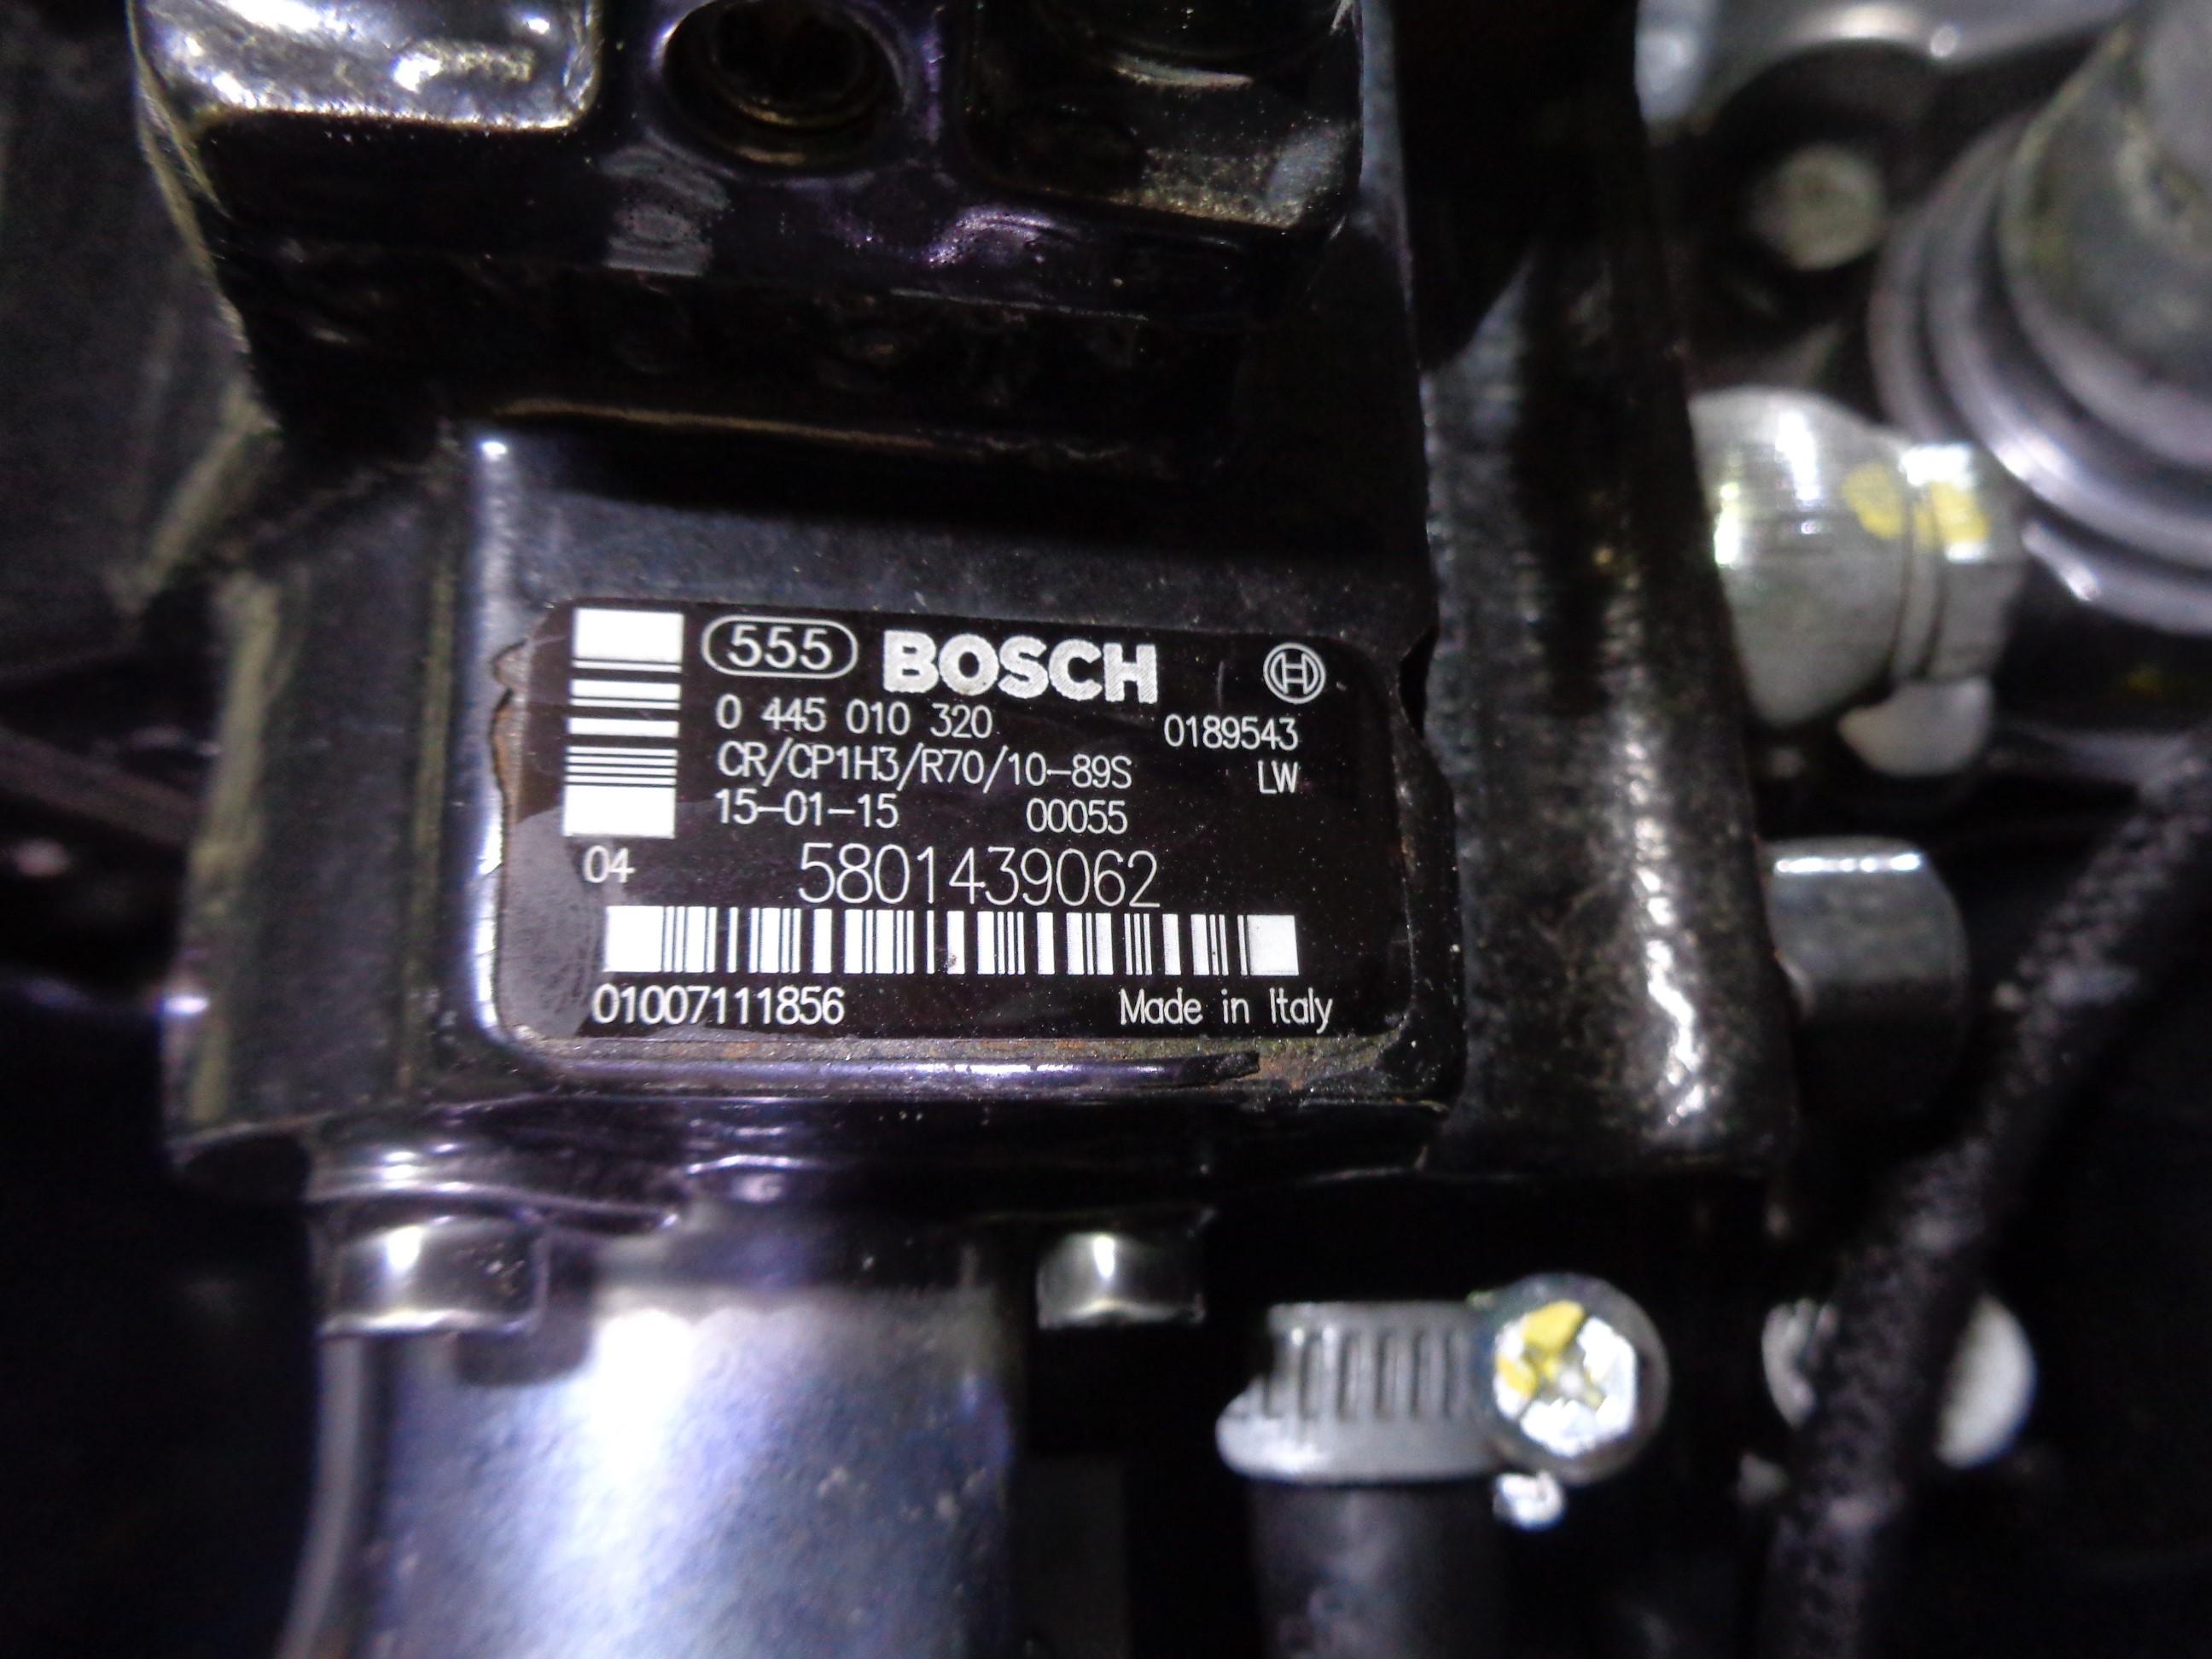 555 BOSCH
0 445 010 320 0189543
CR/CP1H3/R70/10-89S LW
15-01-15 00055
04 5801439062
01007111856 Made in Italy